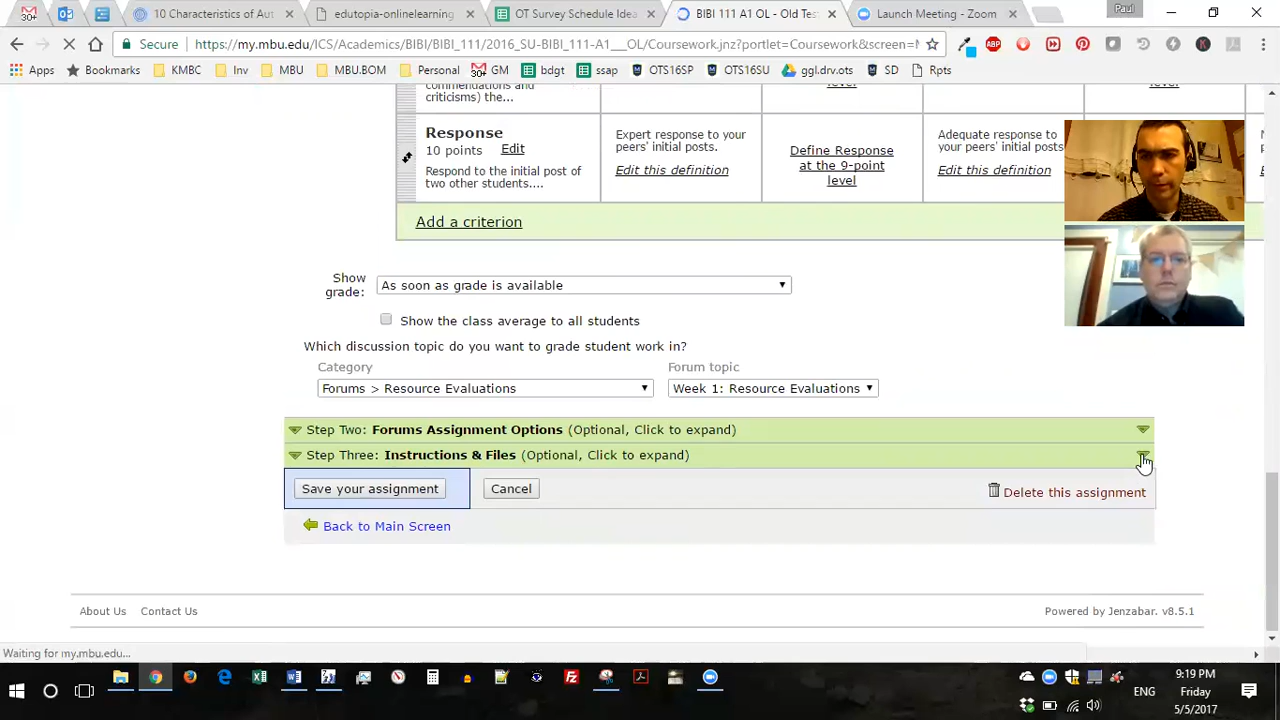 Paul
30+
10 Characteristics of Aut
edutopia-onlinelearning
OT Survey Schedule Idea
BIBI 111 A1 OL - Old Test
Launch Meeting - Zoom
Secure
https://my.mbu.edu/ICS/Academics/BIBI/BIBI_111/2016_SU-BIBI_111-A1___OL/Coursework.jnz?portlet=Coursework&screen=
Apps
Bookmarks
KMBC
Inv
MBU
MBU.BOM
Personal
GM
bdgt
ssap
OTS16SP
OTS16SU
ggl.drv.ots
SD
Rpts
commendations and
criticisms) the...
Response
10 points Edit
Respond to the initial post of
two other students....
Expert response to your
peers' initial posts.
Edit this definition
Define Response
at the 9-point
level
Adequate response to
your peers' initial posts
Edit this definition
Add a criterion
Show
grade:
As soon as grade is available
Show the class average to all students
Which discussion topic do you want to grade student work in?
Category
Forum topic
Forums > Resource Evaluations
Week 1: Resource Evaluations
Step Two: Forums Assignment Options (Optional, Click to expand)
Step Three: Instructions & Files (Optional, Click to expand)
Save your assignment
Cancel
Delete this assignment
Back to Main Screen
About Us
Contact Us
Powered by Jenzabar. v8.5.1
Waiting for my.mbu.edu...
9:19 PM
ENG
Friday
5/5/2017